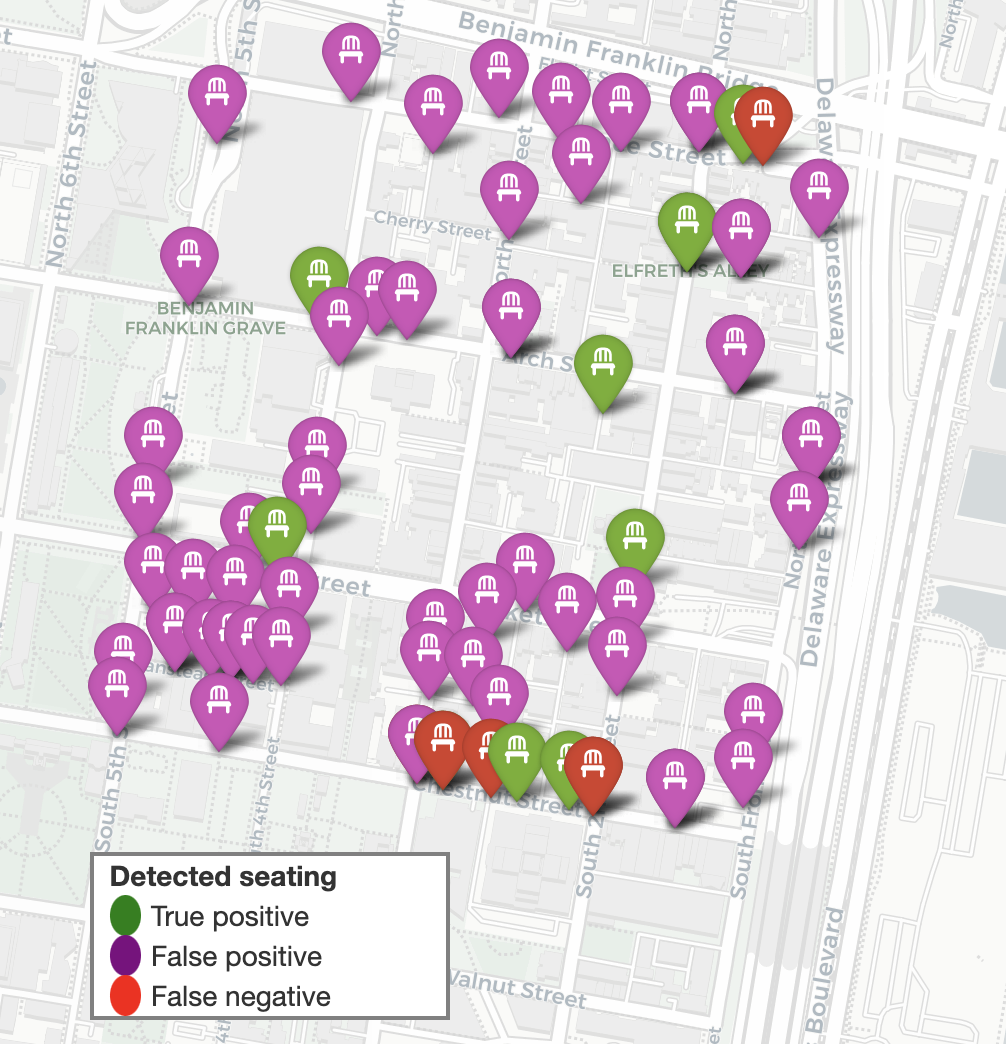 North 5th S
North
North
North
Benjamin Franklin Bridge
North 6th Street
Street
Cherry Street
North
ELFRETH'S ALLEY
Expressway
BENJAMIN
FRANKLIN GRAVE
Arch S
Delaware Expressway
reet
South 5th S
South 4th Street
Chestnut Street
South 2
South Fro
Walnut Street
Boulevard
Detected seating
True positive
False positive
False negative